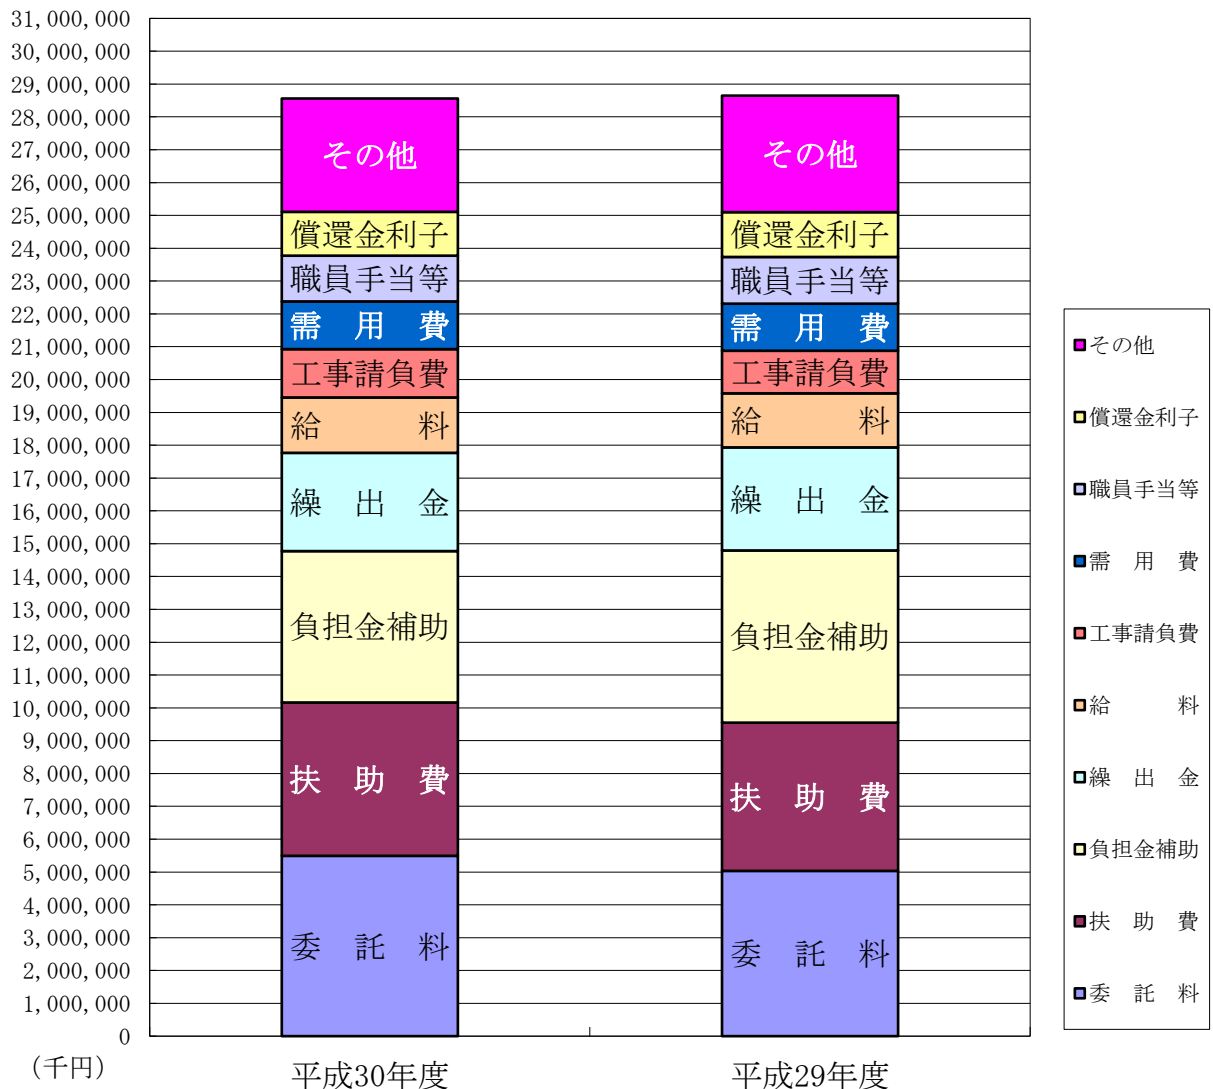 31,000,000
30,000,000
29,000,000
28,000,000
27,000,000
26,000,000
25,000,000
24,000,000
23,000,000
22,000,000
21,000,000
20,000,000
19,000,000
18,000,000
17,000,000
16,000,000
15,000,000
14,000,000
13,000,000
12,000,000
11,000,000
10,000,000
9,000,000
8,000,000
7,000,000
6,000,000
5,000,000
4,000,000
3,000,000
2,000,000
1,000,000
0
(千円)
その他
償還金利子
職員手当等
需　用　費
工事請負費
給　　　料
繰　出　金
負担金補助
扶　助　費
委　託　料
平成30年度
その他
償還金利子
職員手当等
需　用　費
工事請負費
給　　　料
繰　出　金
負担金補助
扶　助　費
委　託　料
平成29年度
その他
償還金利子
職員手当等
需　用　費
工事請負費
給　　　料
繰　出　金
負担金補助
扶　助　費
委　託　料